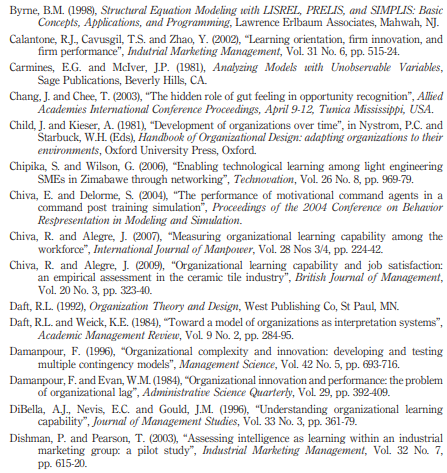 Byrne, B.M. (1998), Structural Equation Modeling with LISREL, PRELIS, and SIMPLIS: Basic
Concepts, Applications, and Programming, Lawrence Erlbaum Associates, Mahwah, NJ.
Calantone, R.J., Cavusgil, T.S. and Zhao, Y. (2002), “Learning orientation, firm innovation, and
firm performance”, Indutrial Marketing Management, Vol. 31 No. 6, pp. 515-24.
Carmines, E.G. and McIver, J.P. (1981), Analyzing Models with Unobservable Variables,
Sage Publications, Beverly Hills, CA.
Chang, J. and Chee, T. (2003), “The hidden role of gut feeling in opportunity recognition”, Allied
Academies International Conference Proceedings, April 9-12, Tunica Mississippi, USA.
Child, J. and Kieser, A. (1981), “Development of organizations over time”, in Nystrom, P.C. and
Starbuck, W.H. (Eds), Handbook of Organizational Design: adapting organizations to their
environments, Oxford University Press, Oxford.
Chipika, S. and Wilson, G. (2006), “Enabling technological learning among light engineering
SMEs in Zimabawe through networking”, Technovation, Vol. 26 No. 8, pp. 969-79.
Chiva, E. and Delorme, S. (2004), “The performance of motivational command agents in a
command post training simulation”, Proceedings of the 2004 Conference on Behavior
Respresentation in Modeling and Simulation.
Chiva, R. and Alegre, J. (2007), “Measuring organizational learning capability among the
workforce”, International Journal of Manpower, Vol. 28 Nos 3/4, pp. 224-42.
Chiva, R. and Alegre, J. (2009), “Organizational learning capability and job satisfaction:
an empirical assessment in the ceramic tile industry”, British Journal of Management,
Vol. 20 No. 3, pp. 323-40.
Daft, R.L. (1992), Organization Theory and Design, West Publishing Co, St Paul, MN.
Daft, R.L. and Weick, K.E. (1984), “Toward a model of organizations as interpretation systems”,
Academic Management Review, Vol. 9 No. 2, pp. 284-95.
Damanpour, F. (1996), “Organizational complexity and innovation: developing and testing
multiple contingency models”, Management Science, Vol. 42 No. 5, pp. 693-716.
Damanpour, F. and Evan, W.M. (1984), “Organizational innovation and performance: the problem
of organizational lag”, Administrative Science Quarterly, Vol. 29, pp. 392-409.
DiBella, A.J., Nevis, E.C. and Gould, J.M. (1996), “Understanding organizational learning
capability”, Journal of Management Studies, Vol. 33 No. 3, pp. 361-79.
Dishman, P. and Pearson, T. (2003), “Assessing intelligence as learning within an industrial
marketing group: a pilot study”, Industrial Marketing Management, Vol. 32 No. 7,
pp. 615-20.